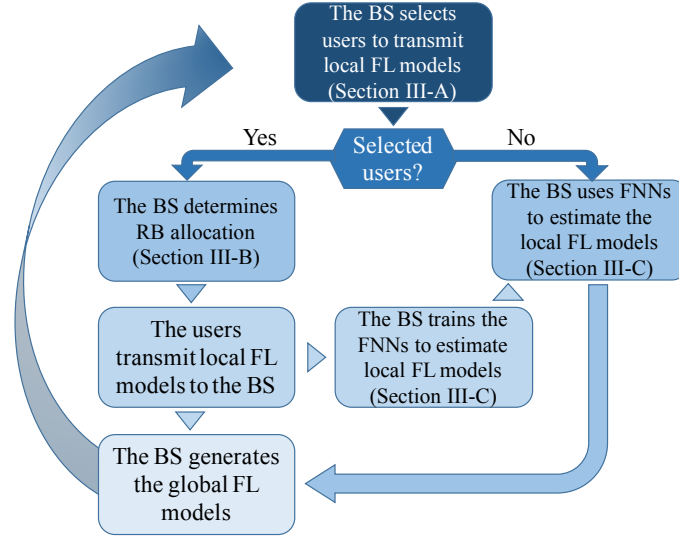 The BS selects
users to transmit
local FL models
(Section III-A)
Yes
Selected
users?
No
The BS determines
RB allocation
(Section III-B)
The BS uses FNNs
to estimate the
local FL models
(Section III-C)
The users
transmit local FL
models to the BS
The BS trains the
FNNs to estimate
local FL models
(Section III-C)
The BS generates
the global FL
models